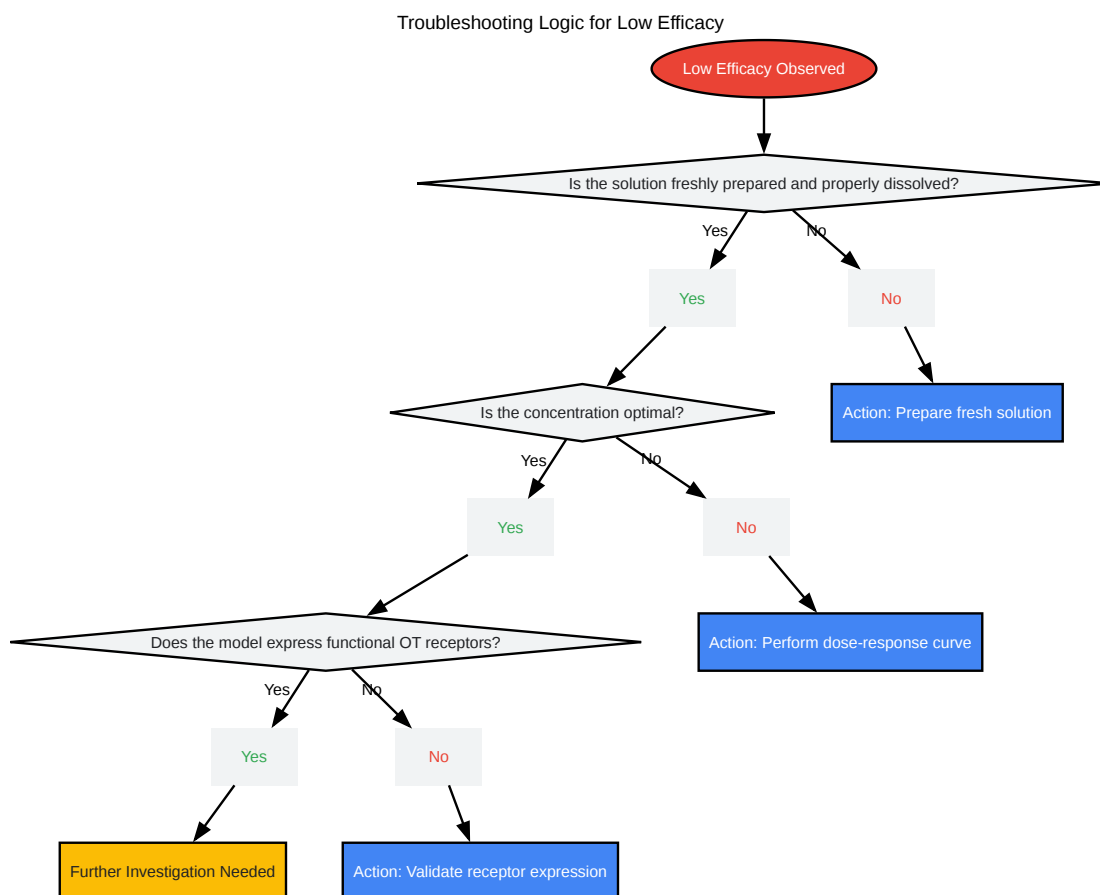 Troubleshooting Logic for Low Efficacy
Low Efficacy Observed
Is the solution freshly prepared and properly dissolved?
Yes
No
Yes
No
Is the concentration optimal?
Action: Prepare fresh solution
Yes
No
Yes
No
Does the model express functional OT receptors?
Action: Perform dose-response curve
Yes
No
Yes
No
Further Investigation Needed
Action: Validate receptor expression